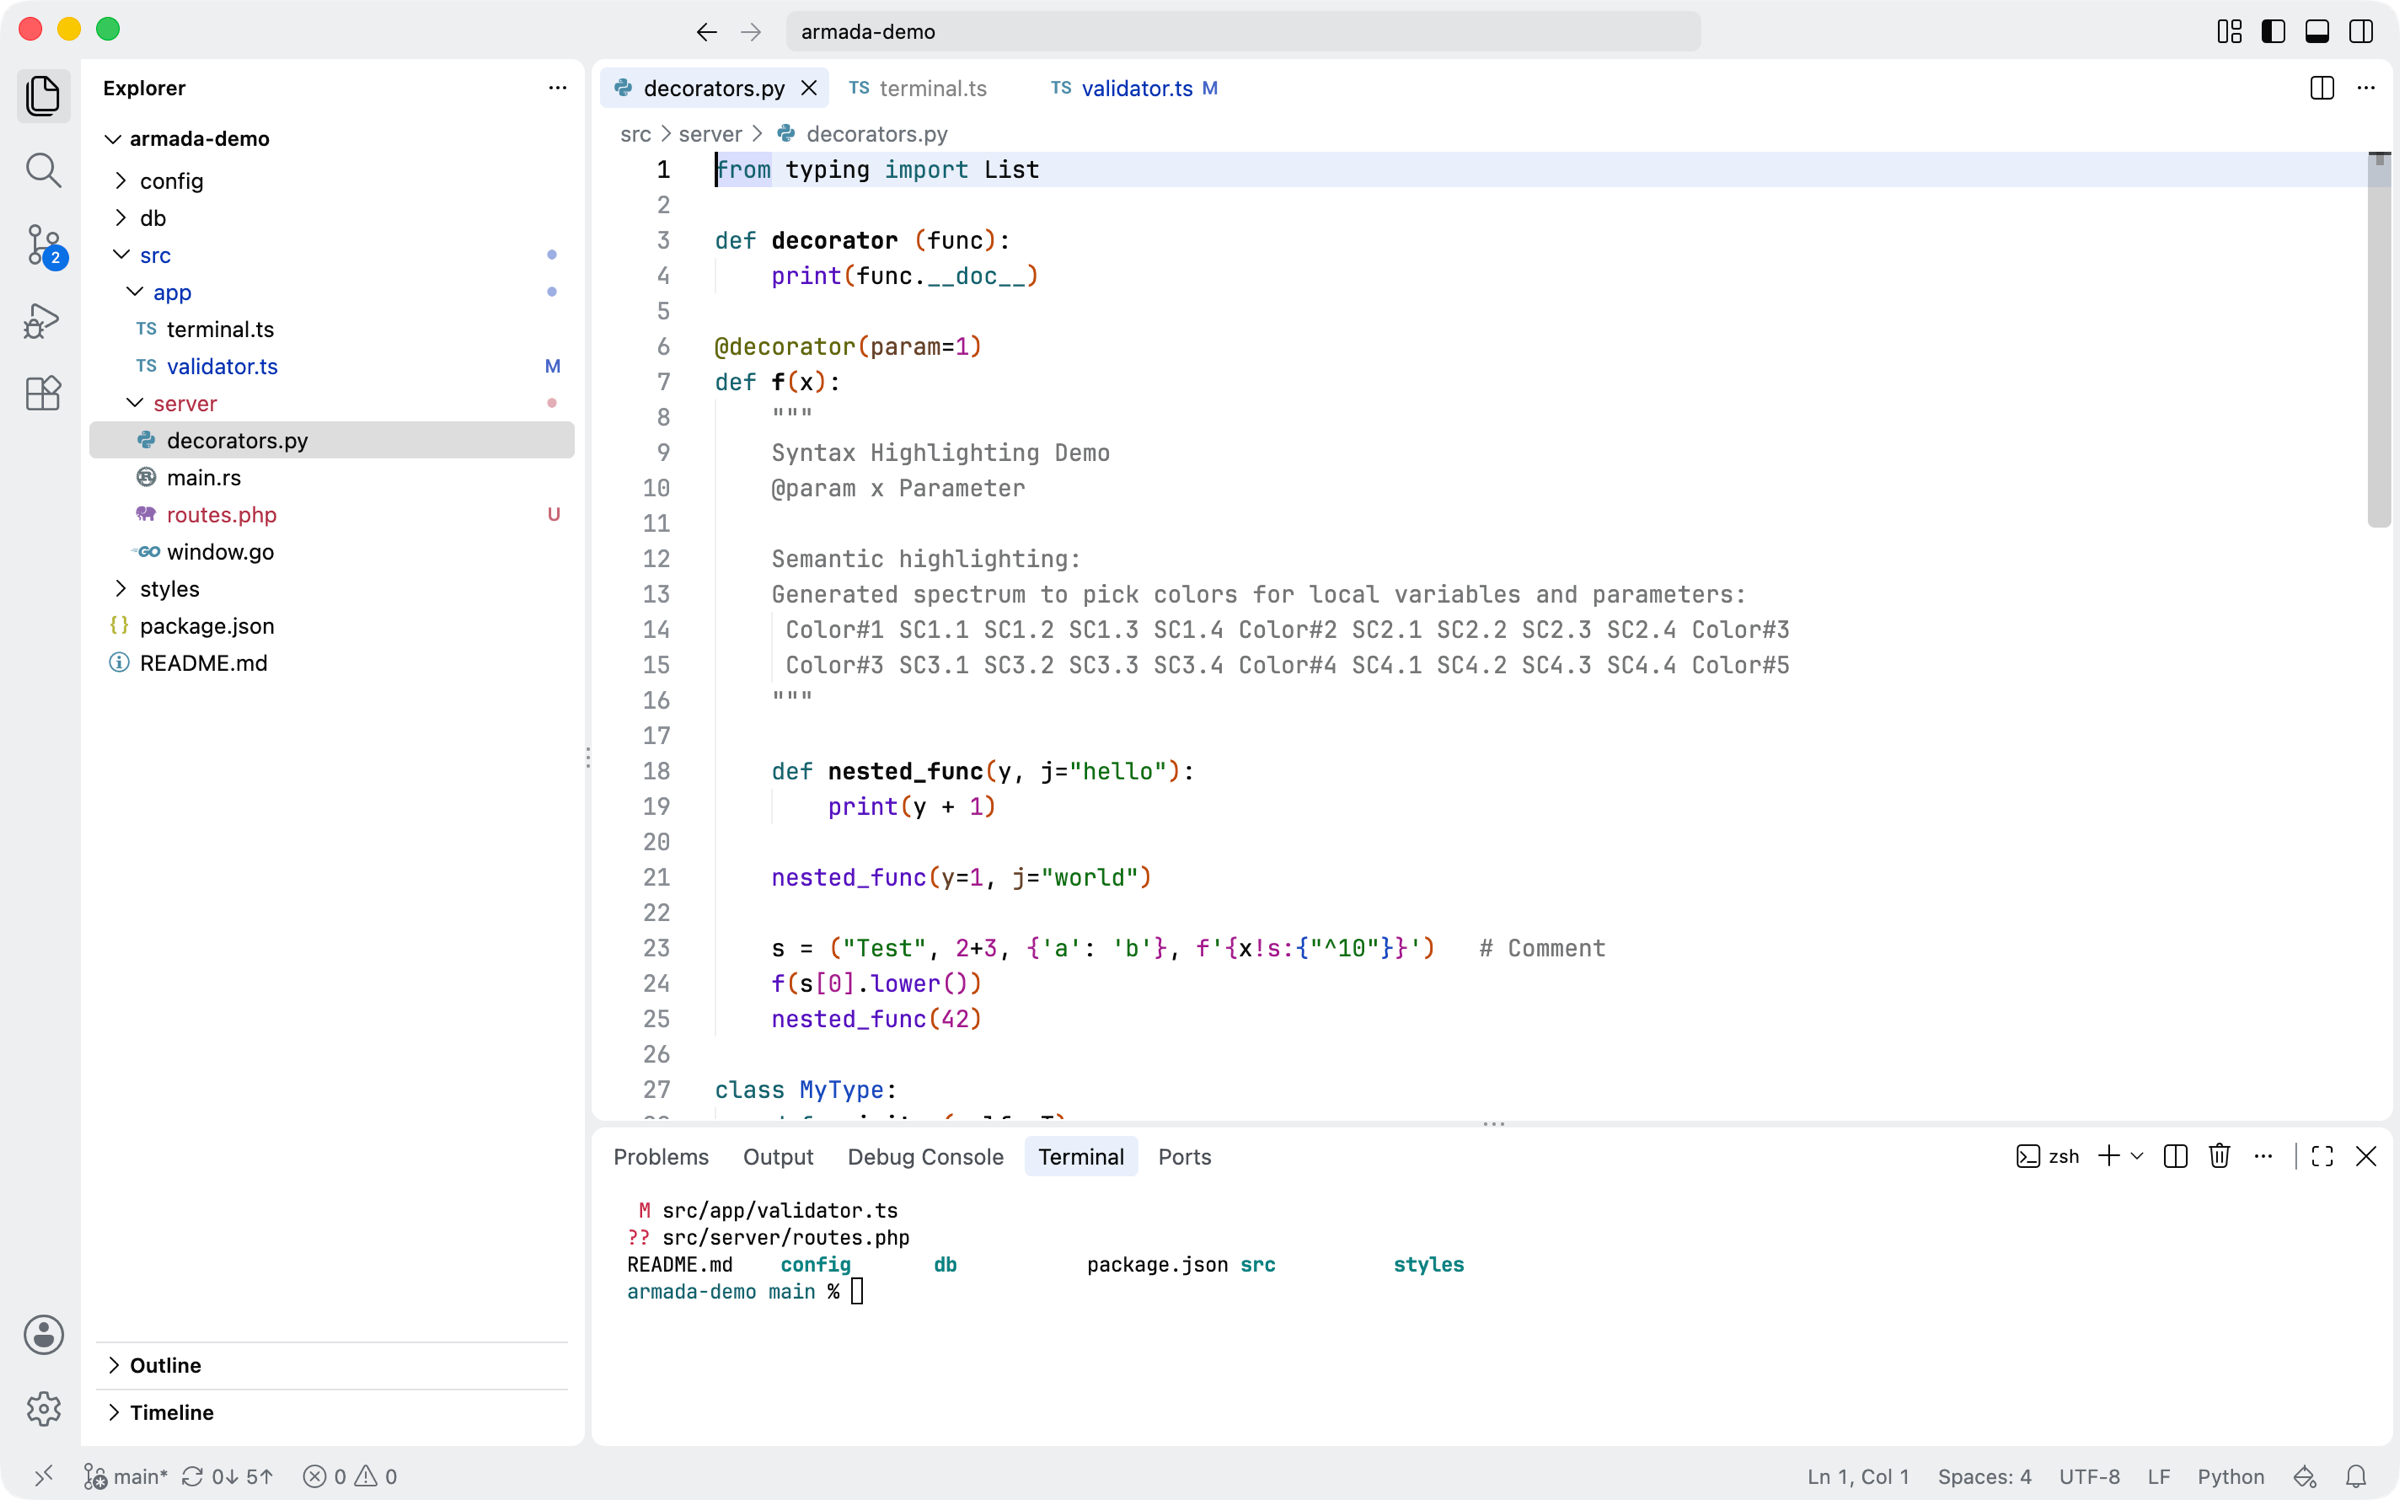 armada-demo
Explorer
armada-demo
config
db
src
app
TS terminal.ts
TS validator.ts M
server
decorators.py
main.rs
routes.php U
GO window.go
styles
{} package.json
README.md
Outline
Timeline
2
decorators.py
TS terminal.ts
TS validator.ts M
src > server > decorators.py
1 from typing import List
2
3 def decorator (func):
4 print(func.__doc__)
5
6 @decorator(param=1)
7 def f(x):
8 """
9 Syntax Highlighting Demo
10 @param x Parameter
11
12 Semantic highlighting:
13 Generated spectrum to pick colors for local variables and parameters:
14 Color#1 SC1.1 SC1.2 SC1.3 SC1.4 Color#2 SC2.1 SC2.2 SC2.3 SC2.4 Color#3
15 Color#3 SC3.1 SC3.2 SC3.3 SC3.4 Color#4 SC4.1 SC4.2 SC4.3 SC4.4 Color#5
16 """
17
18 def nested_func(y, j="hello"):
19 print(y + 1)
20
21 nested_func(y=1, j="world")
22
23 s = ("Test", 2+3, {'a': 'b'}, f'{x!s:{"^10"}}') # Comment
24 f(s[0].lower())
25 nested_func(42)
26
27 class MyType:
Problems Output Debug Console Terminal Ports
zsh
M src/app/validator.ts
?? src/server/routes.php
README.md config db package.json src styles
armada-demo main %
main* 0↓ 5↑ 0 0
Ln 1, Col 1 Spaces: 4 UTF-8 LF Python